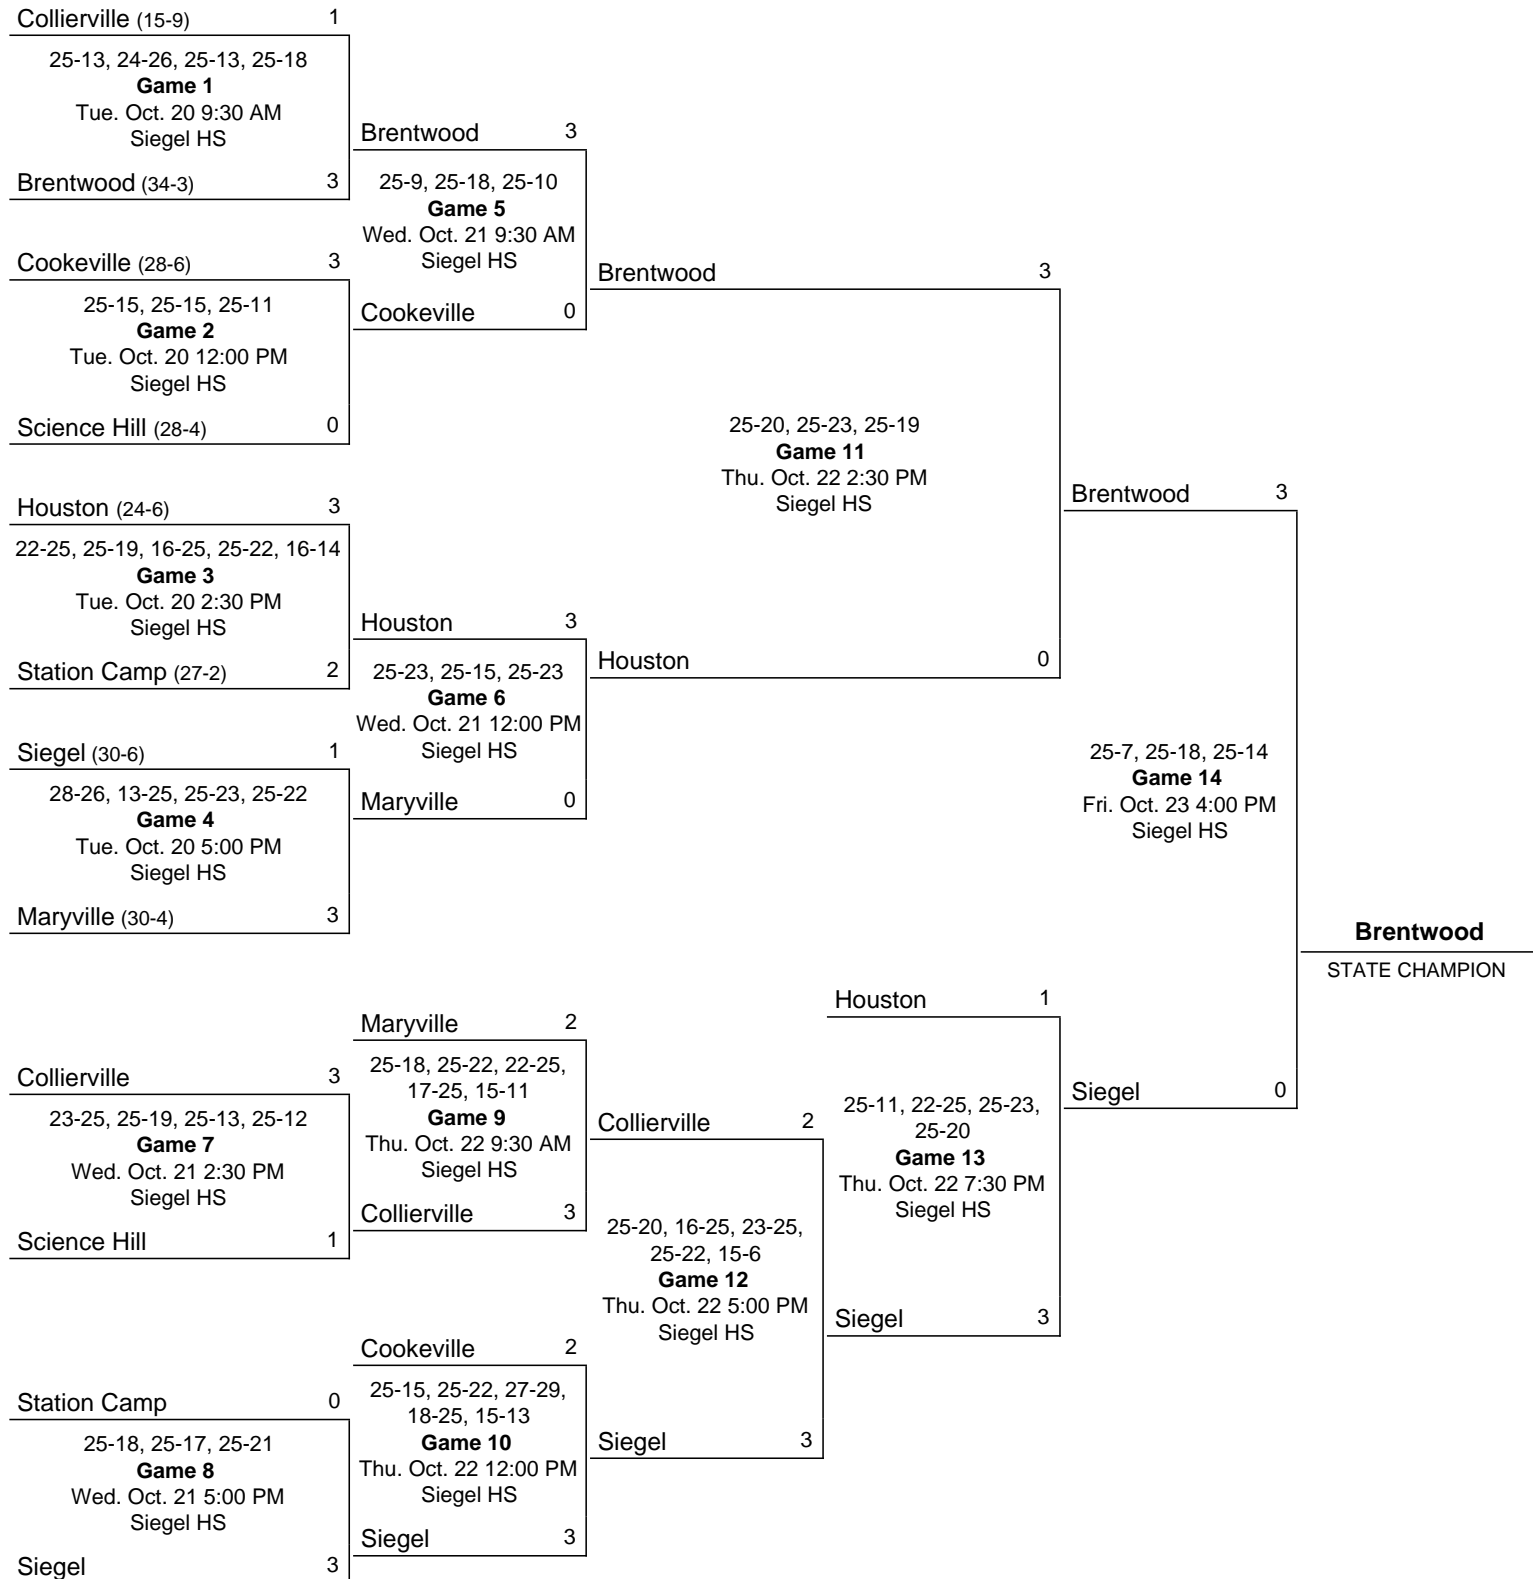 Collierville (15-9) 1
25-13, 24-26, 25-13, 25-18
Game 1
Tue. Oct. 20 9:30 AM
Siegel HS
Brentwood (34-3) 3
Cookeville (28-6) 3
25-15, 25-15, 25-11
Game 2
Tue. Oct. 20 12:00 PM
Siegel HS
Science Hill (28-4) 0
Houston (24-6) 3
22-25, 25-19, 16-25, 25-22, 16-14
Game 3
Tue. Oct. 20 2:30 PM
Siegel HS
Station Camp (27-2) 2
Siegel (30-6) 1
28-26, 13-25, 25-23, 25-22
Game 4
Tue. Oct. 20 5:00 PM
Siegel HS
Maryville (30-4) 3
Brentwood 3
25-9, 25-18, 25-10
Game 5
Wed. Oct. 21 9:30 AM
Siegel HS
Cookeville 0
Houston 3
25-23, 25-15, 25-23
Game 6
Wed. Oct. 21 12:00 PM
Siegel HS
Maryville 0
Brentwood 3
25-20, 25-23, 25-19
Game 11
Thu. Oct. 22 2:30 PM
Siegel HS
Houston 0
Collierville 3
23-25, 25-19, 25-13, 25-12
Game 7
Wed. Oct. 21 2:30 PM
Siegel HS
Science Hill 1
Station Camp 0
25-18, 25-17, 25-21
Game 8
Wed. Oct. 21 5:00 PM
Siegel HS
Siegel 3
Maryville 2
25-18, 25-22, 22-25,
17-25, 15-11
Game 9
Thu. Oct. 22 9:30 AM
Siegel HS
Collierville 3
Cookeville 2
25-15, 25-22, 27-29,
18-25, 15-13
Game 10
Thu. Oct. 22 12:00 PM
Siegel HS
Siegel 3
Collierville 2
25-20, 16-25, 23-25,
25-22, 15-6
Game 12
Thu. Oct. 22 5:00 PM
Siegel HS
Siegel 3
Houston 1
25-11, 22-25, 25-23,
25-20
Game 13
Thu. Oct. 22 7:30 PM
Siegel HS
Siegel 3
Brentwood 3
25-7, 25-18, 25-14
Game 14
Fri. Oct. 23 4:00 PM
Siegel HS
Siegel 0
Brentwood
STATE CHAMPION